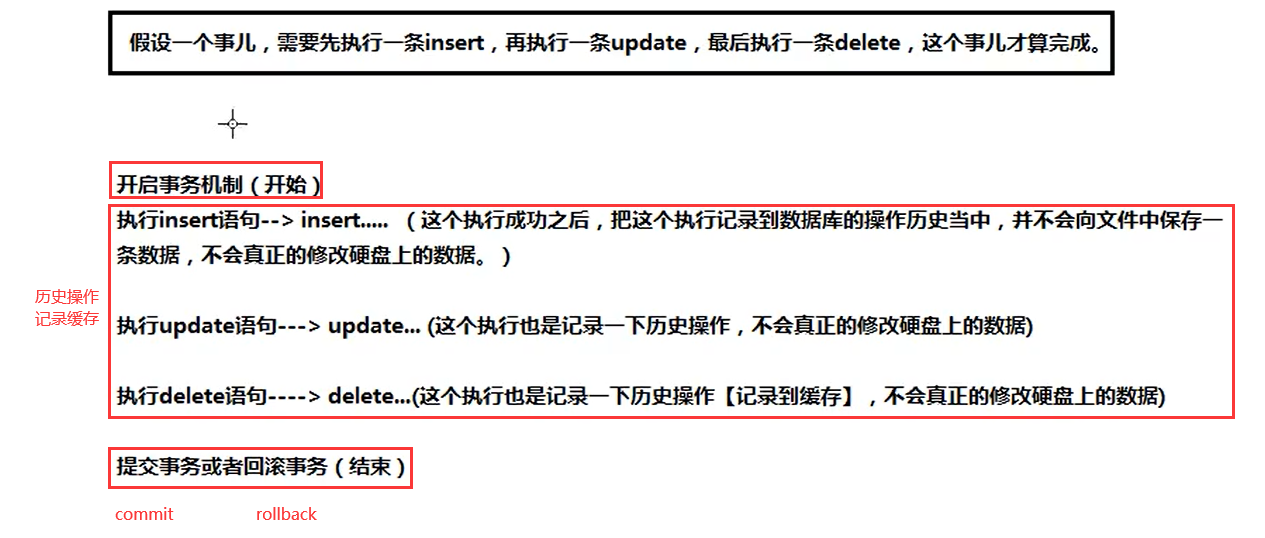 假设一个事儿，需要先执行一条insert，再执行一条update，最后执行一条delete，这个事儿才算完成。
开启事务机制（开始）
执行insert语句--> insert..... （这个执行成功之后，把这个执行记录到数据库的操作历史当中，并不会向文件中保存一
条数据，不会真正的修改硬盘上的数据。）
历史操作
记录缓存
执行update语句---> update... (这个执行也是记录一下历史操作，不会真正的修改硬盘上的数据)
执行delete语句----> delete...(这个执行也是记录一下历史操作【记录到缓存】，不会真正的修改硬盘上的数据)
提交事务或者回滚事务（结束）
commit rollback